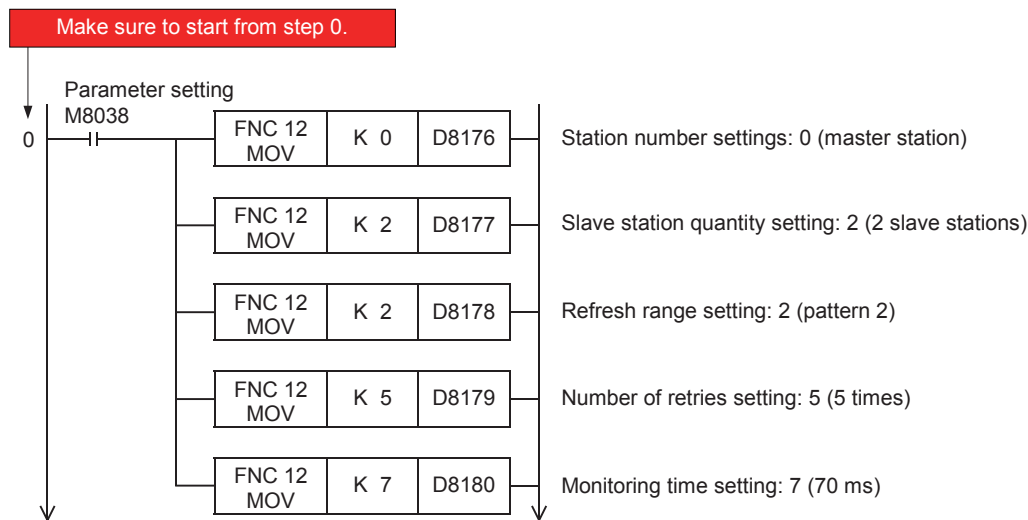 Make sure to start from step 0.
Parameter setting
M8038
0
FNC 12
MOV
K 0
D8176
Station number settings: 0 (master station)
FNC 12
MOV
K 2
D8177
Slave station quantity setting: 2 (2 slave stations)
FNC 12
MOV
K 2
D8178
Refresh range setting: 2 (pattern 2)
FNC 12
MOV
K 5
D8179
Number of retries setting: 5 (5 times)
FNC 12
MOV
K 7
D8180
Monitoring time setting: 7 (70 ms)